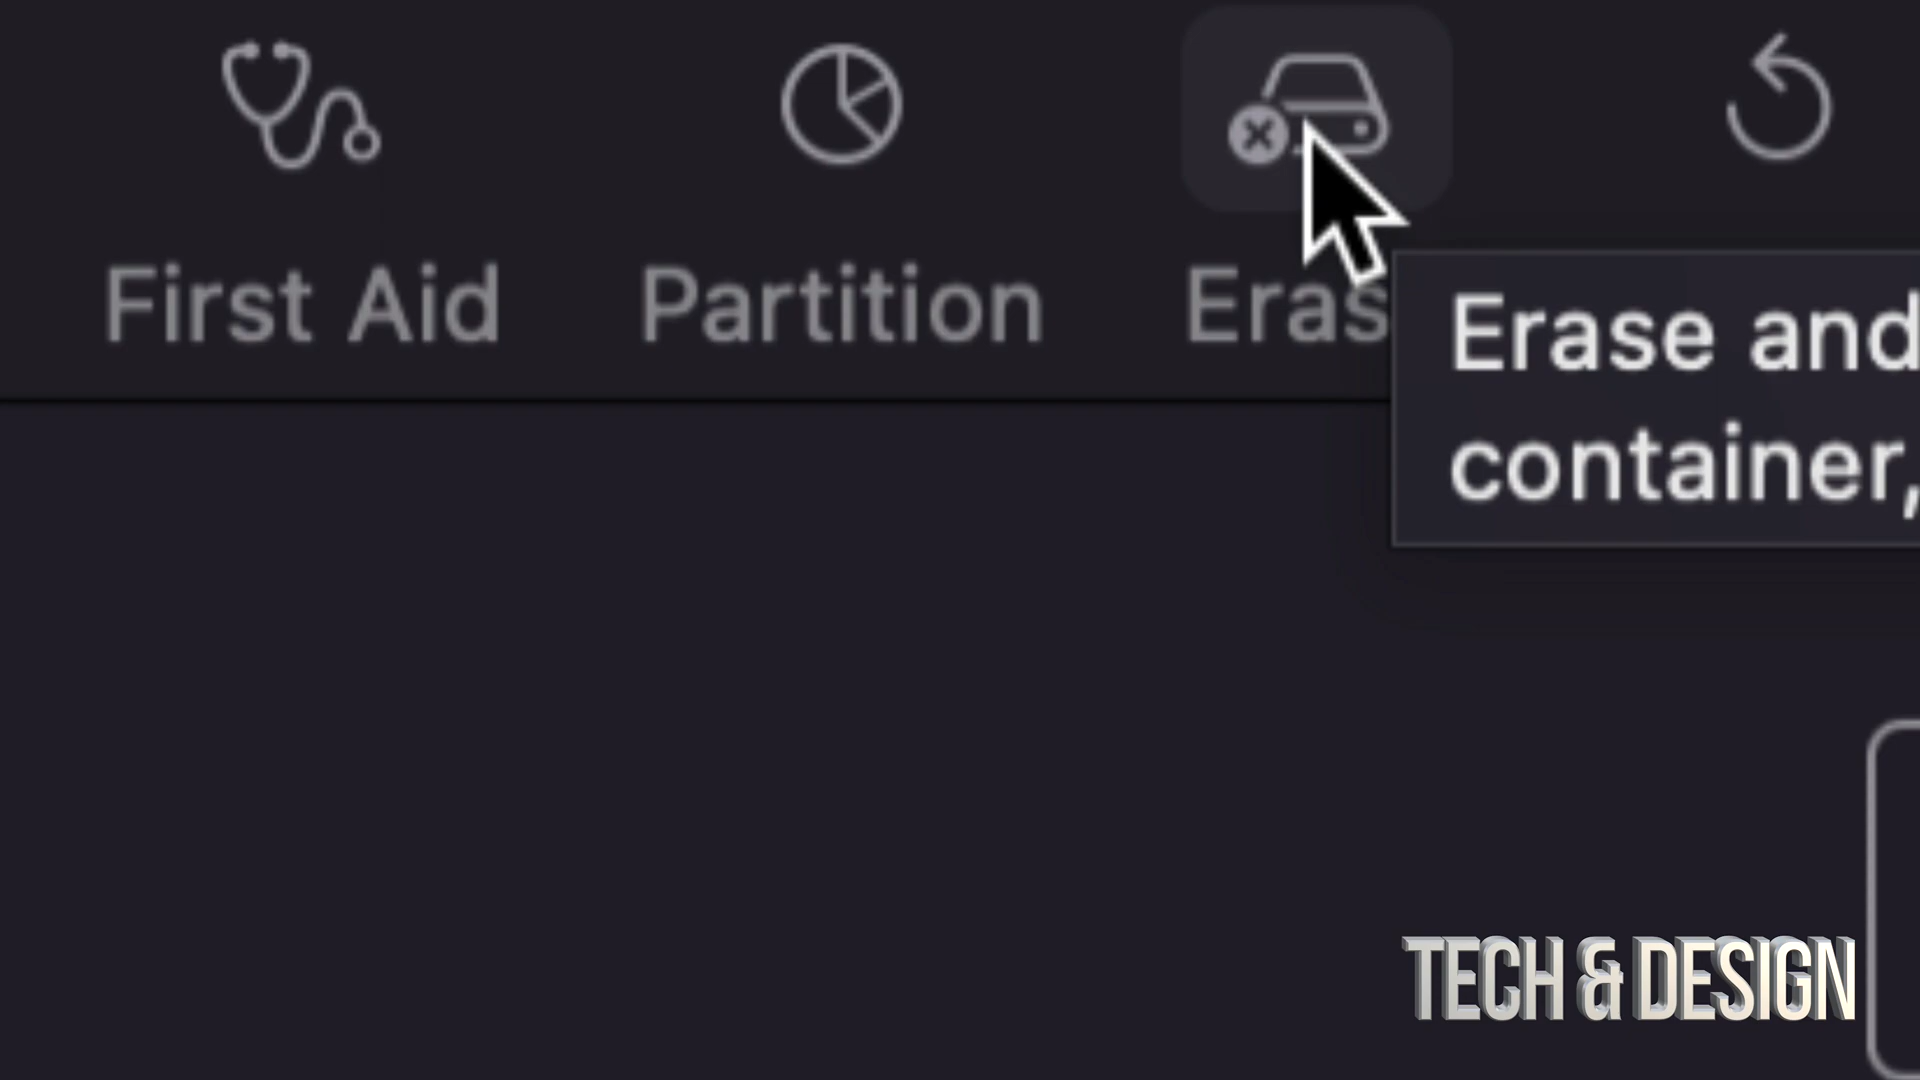 First Aid
Partition
Eras
Erase and
container,
TECH & DESIGN